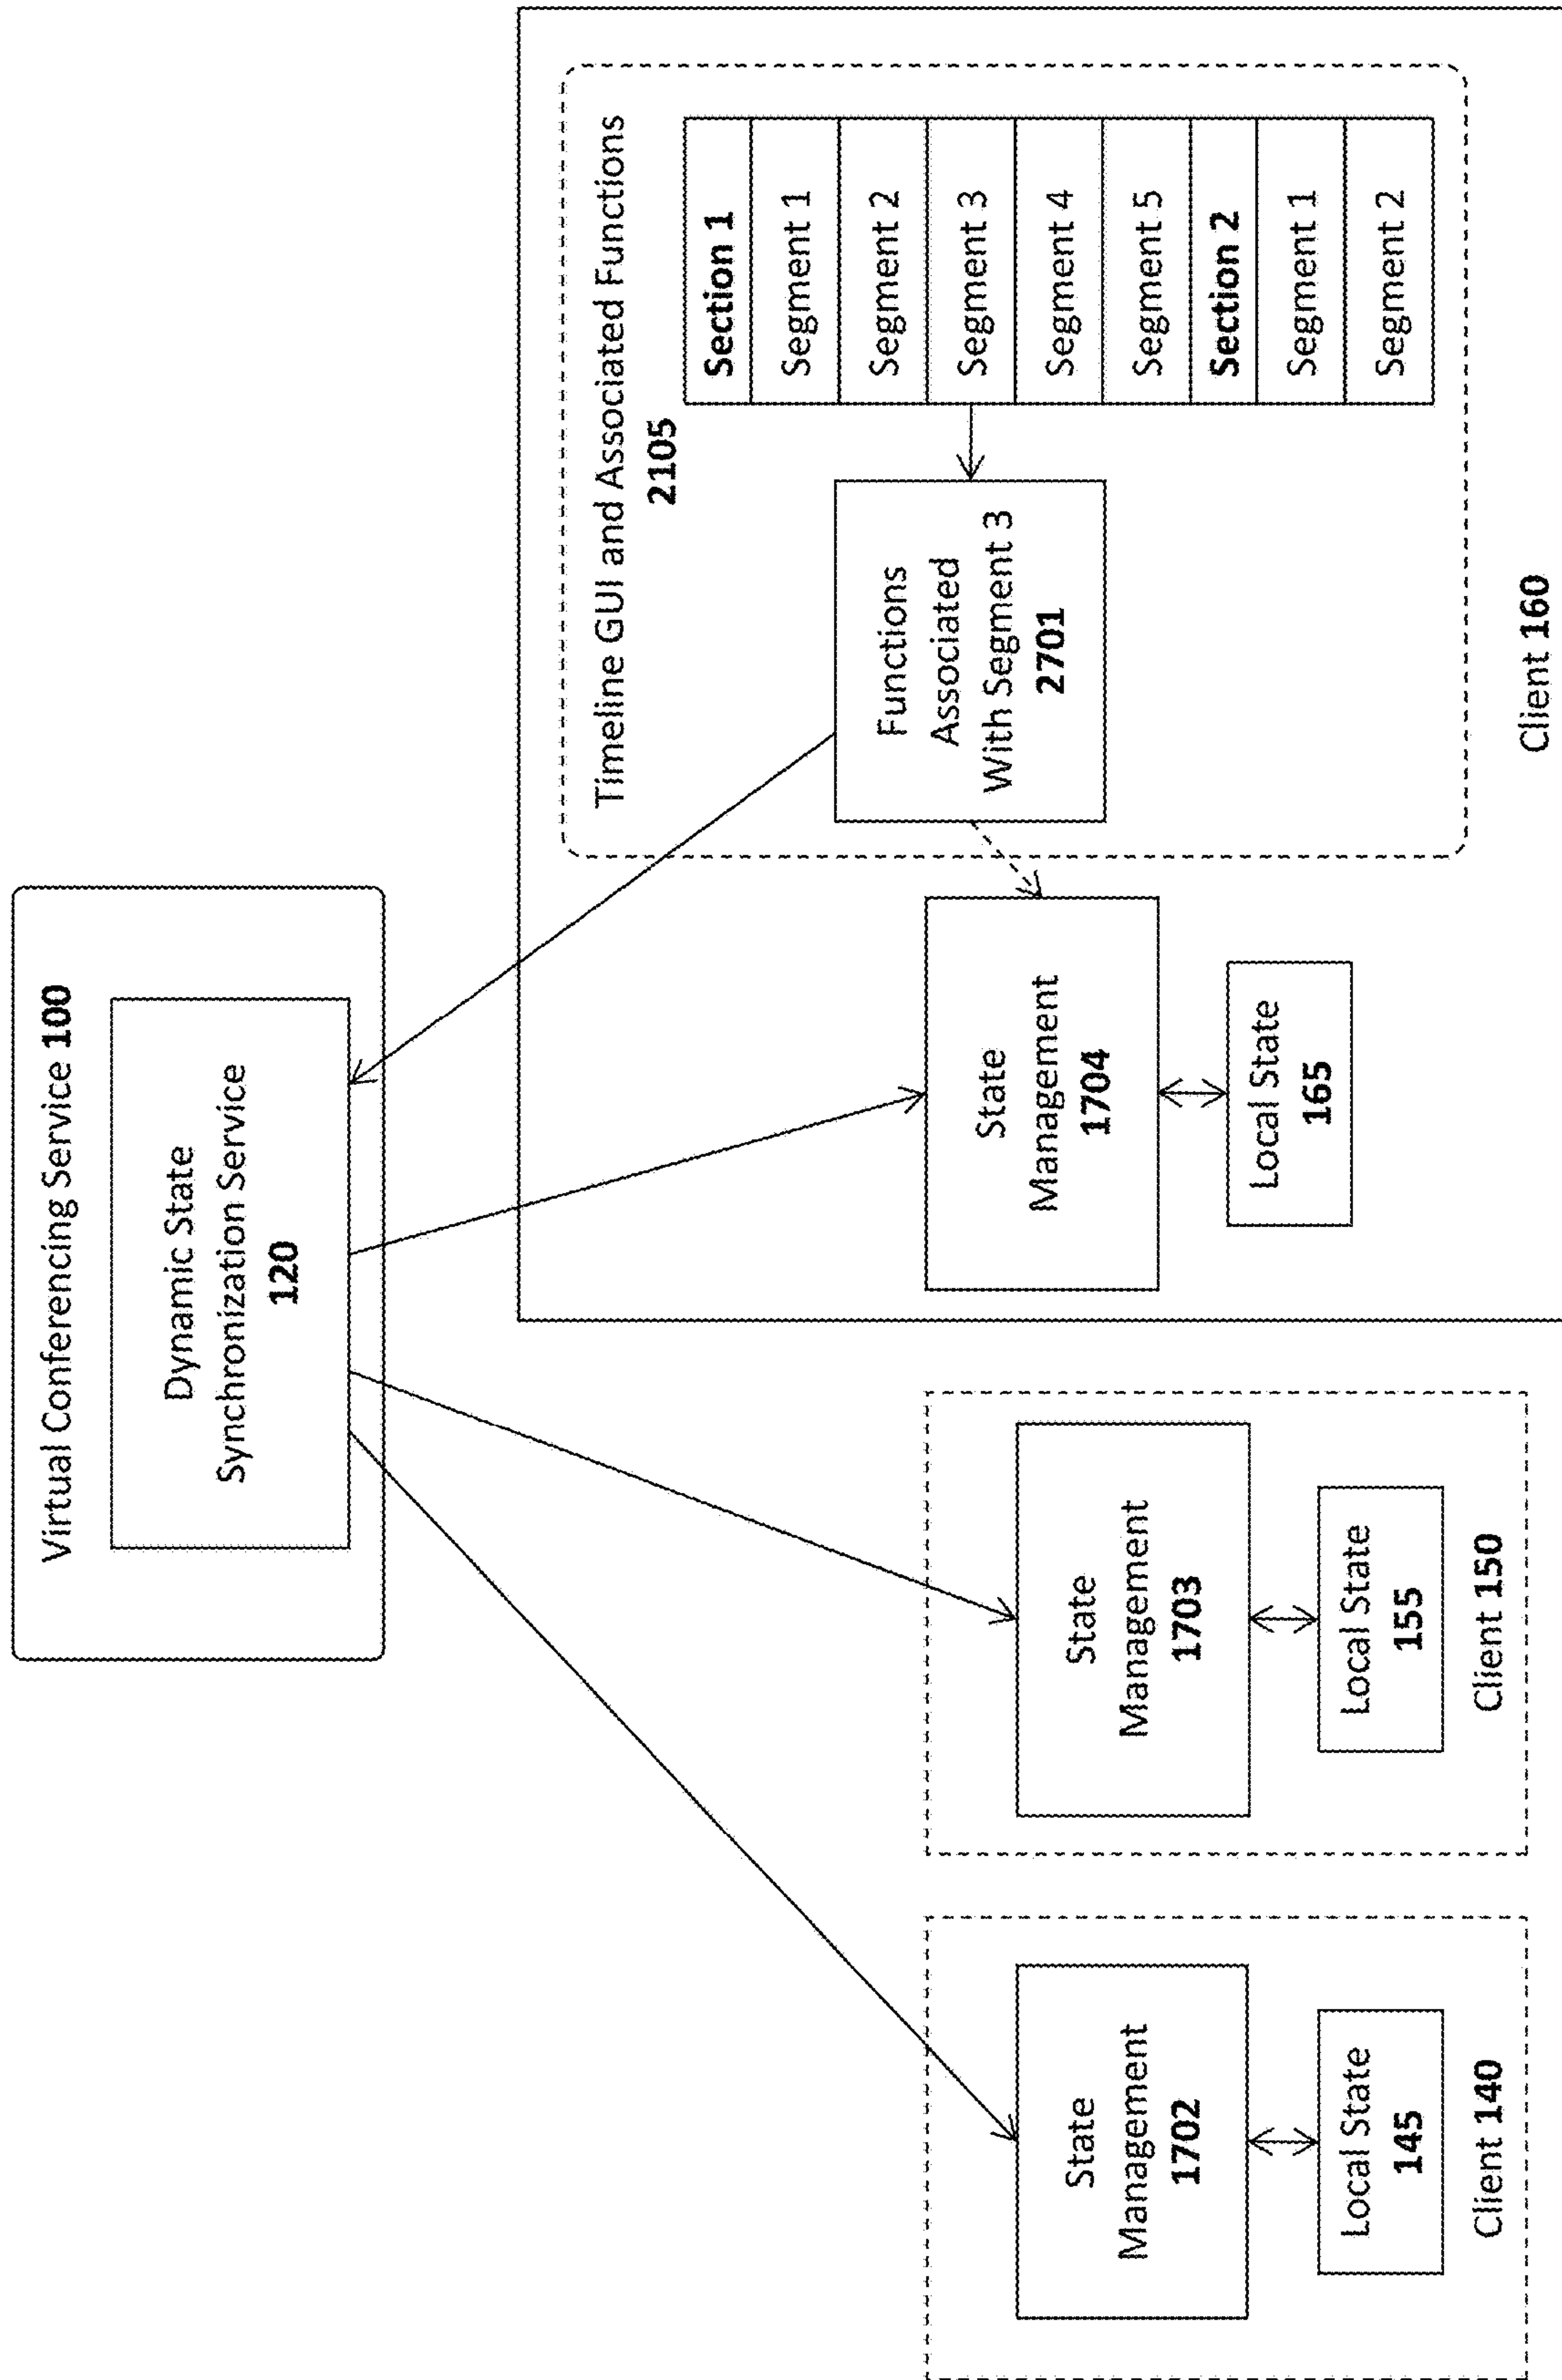 Virtual Conferencing Service 100
Dynamic State
Synchronization Service
120
Timeline GUI and Associated Functions
2105
Section 1
Segment 1
Segment 2
Segment 3
Segment 4
Segment 5
Section 2
Segment 1
Segment 2
Functions
Associated
With Segment 3
2701
State
Management
1702
Local State
145
Client 140
State
Management
1703
Local State
155
Client 150
State
Management
1704
Local State
165
Client 160